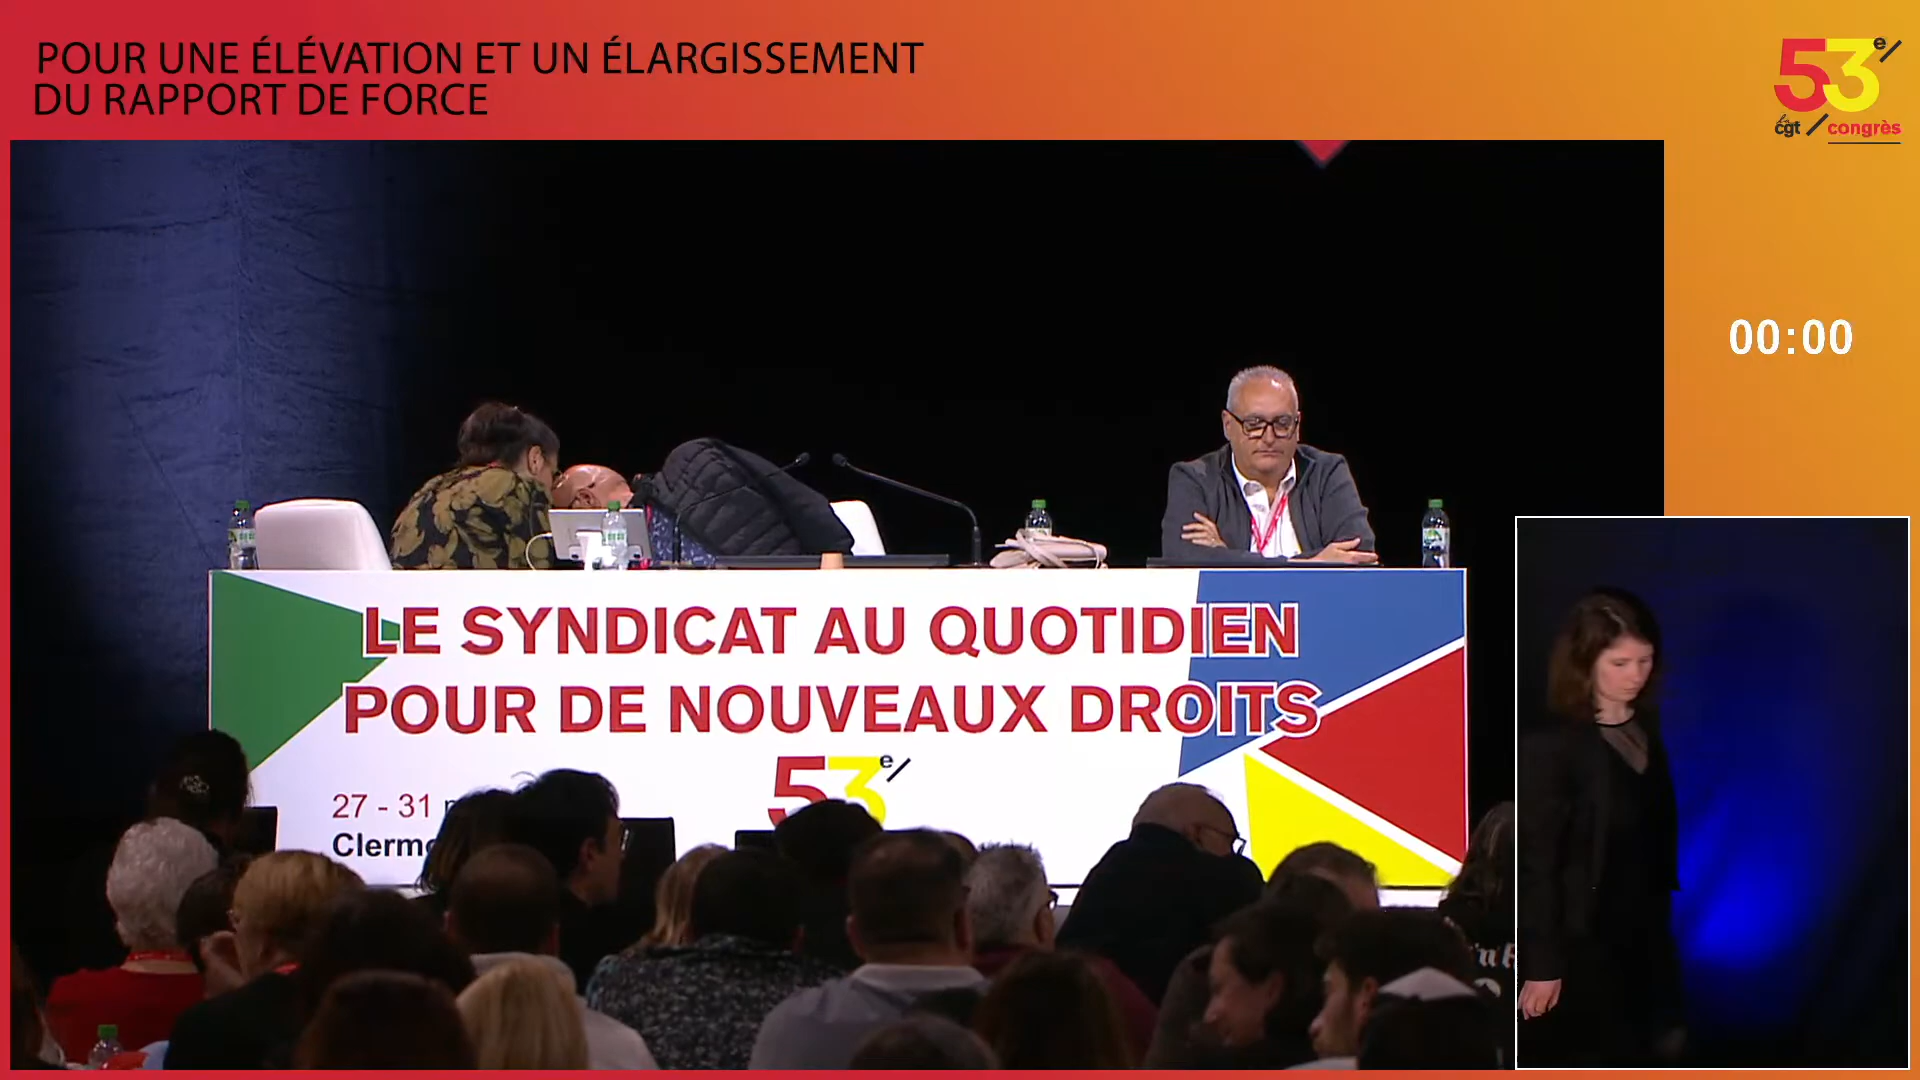 POUR UNE ÉLÉVATION ET UN ÉLARGISSEMENT
DU RAPPORT DE FORCE
53e/
la cgt / congrès
00:00
LE SYNDICAT AU QUOTIDIEN
POUR DE NOUVEAUX DROITS
53e/
27 - 31